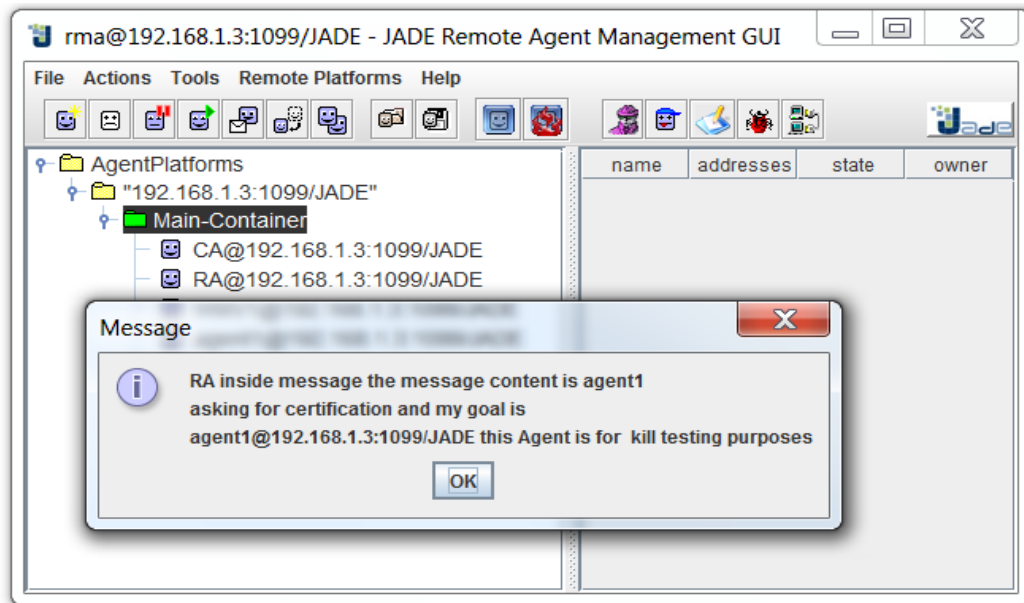 rma@192.168.1.3:1099/JADE - JADE Remote Agent Management GUI
File Actions Tools Remote Platforms Help
Jade
AgentPlatforms
"192.168.1.3:1099/JADE"
Main-Container
CA@192.168.1.3:1099/JADE
RA@192.168.1.3:1099/JADE
name addresses state owner
Message
RA inside message the message content is agent1
asking for certification and my goal is
agent1@192.168.1.3:1099/JADE this Agent is for kill testing purposes
OK